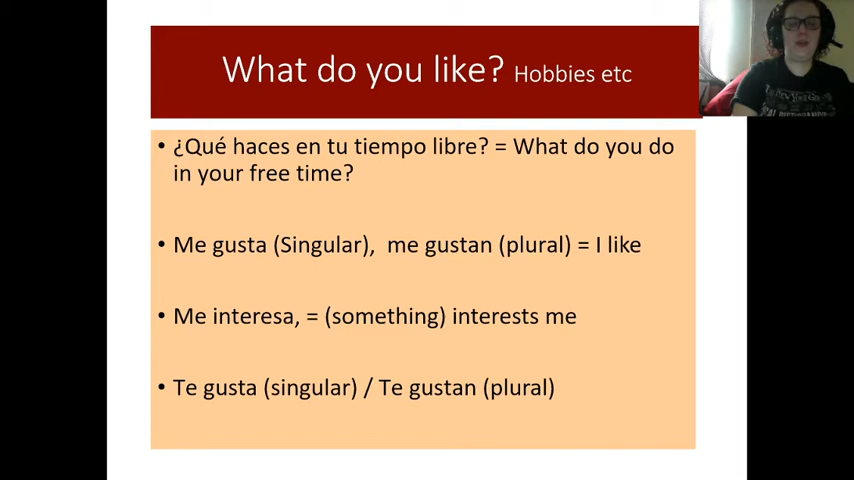 What do you like? Hobbies etc
• ¿Qué haces en tu tiempo libre? = What do you do
in your free time?
• Me gusta (Singular), me gustan (plural) = I like
• Me interesa, = (something) interests me
• Te gusta (singular) / Te gustan (plural)